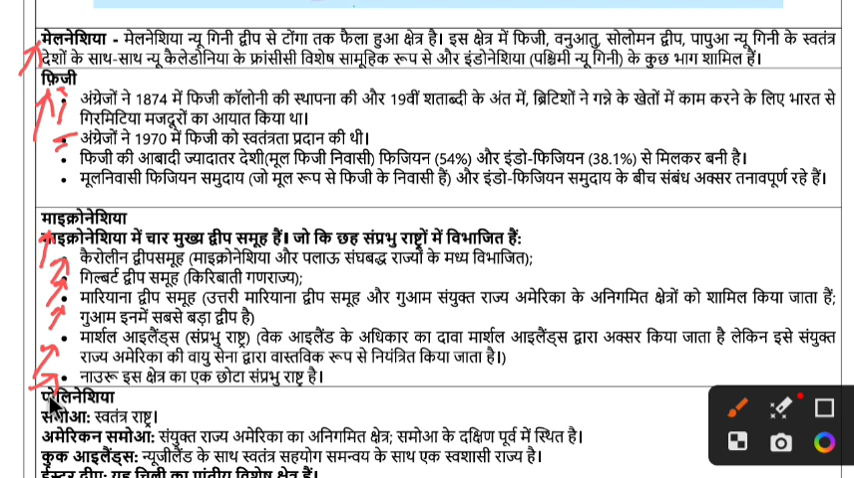 मेलनेशिया - मेलनेशिया न्यू गिनी द्वीप से टोंगा तक फैला हुआ क्षेत्र है। इस क्षेत्र में फिजी, वनुआतु, सोलोमन द्वीप, पापुआ न्यू गिनी के स्वतंत्र
देशों के साथ-साथ न्यू कैलेडोनिया के फ्रांसीसी विशेष सामूहिक रूप से और इंडोनेशिया (पश्चिमी न्यू गिनी) के कुछ भाग शामिल हैं।
फ़िजी
• अंग्रेजों ने 1874 में फिजी कॉलोनी की स्थापना की और 19वीं शताब्दी के अंत में, ब्रिटिशों ने गन्ने के खेतों में काम करने के लिए भारत से
गिरमिटिया मजदूरों का आयात किया था।
• अंग्रेजों ने 1970 में फिजी को स्वतंत्रता प्रदान की थी।
• फिजी की आबादी ज्यादातर देशी(मूल फिजी निवासी) फिजियन (54%) और इंडो-फिजियन (38.1%) से मिलकर बनी है।
• मूलनिवासी फिजियन समुदाय (जो मूल रूप से फिजी के निवासी हैं) और इंडो-फिजियन समुदाय के बीच संबंध अक्सर तनावपूर्ण रहे हैं।
माइक्रोनेशिया
माइक्रोनेशिया में चार मुख्य द्वीप समूह हैं। जो कि छह संप्रभु राष्ट्रों में विभाजित हैं:
• कैरोलीन द्वीपसमूह (माइक्रोनेशिया और पलाऊ संघबद्ध राज्यों के मध्य विभाजित);
• गिल्बर्ट द्वीप समूह (किरिबाती गणराज्य);
• मारियाना द्वीप समूह (उत्तरी मारियाना द्वीप समूह और गुआम संयुक्त राज्य अमेरिका के अनिगमित क्षेत्रों को शामिल किया जाता हैं;
गुआम इनमें सबसे बड़ा द्वीप है)
• मार्शल आइलैंड्स (संप्रभु राष्ट्र) (वेक आइलैंड के अधिकार का दावा मार्शल आइलैंड्स द्वारा अक्सर किया जाता है लेकिन इसे संयुक्त
राज्य अमेरिका की वायु सेना द्वारा वास्तविक रूप से नियंत्रित किया जाता है।)
• नाउरू इस क्षेत्र का एक छोटा संप्रभु राष्ट्र है।
पोलिनेशिया
समोआ: स्वतंत्र राष्ट्र।
अमेरिकन समोआ: संयुक्त राज्य अमेरिका का अनिगमित क्षेत्र; समोआ के दक्षिण पूर्व में स्थित है।
कुक आइलैंड्स: न्यूजीलैंड के साथ स्वतंत्र सहयोग समन्वय के साथ एक स्वशासी राज्य है।
ईस्टर द्वीप: यह चिली का प्रांतीय विशेष क्षेत्र हैं।